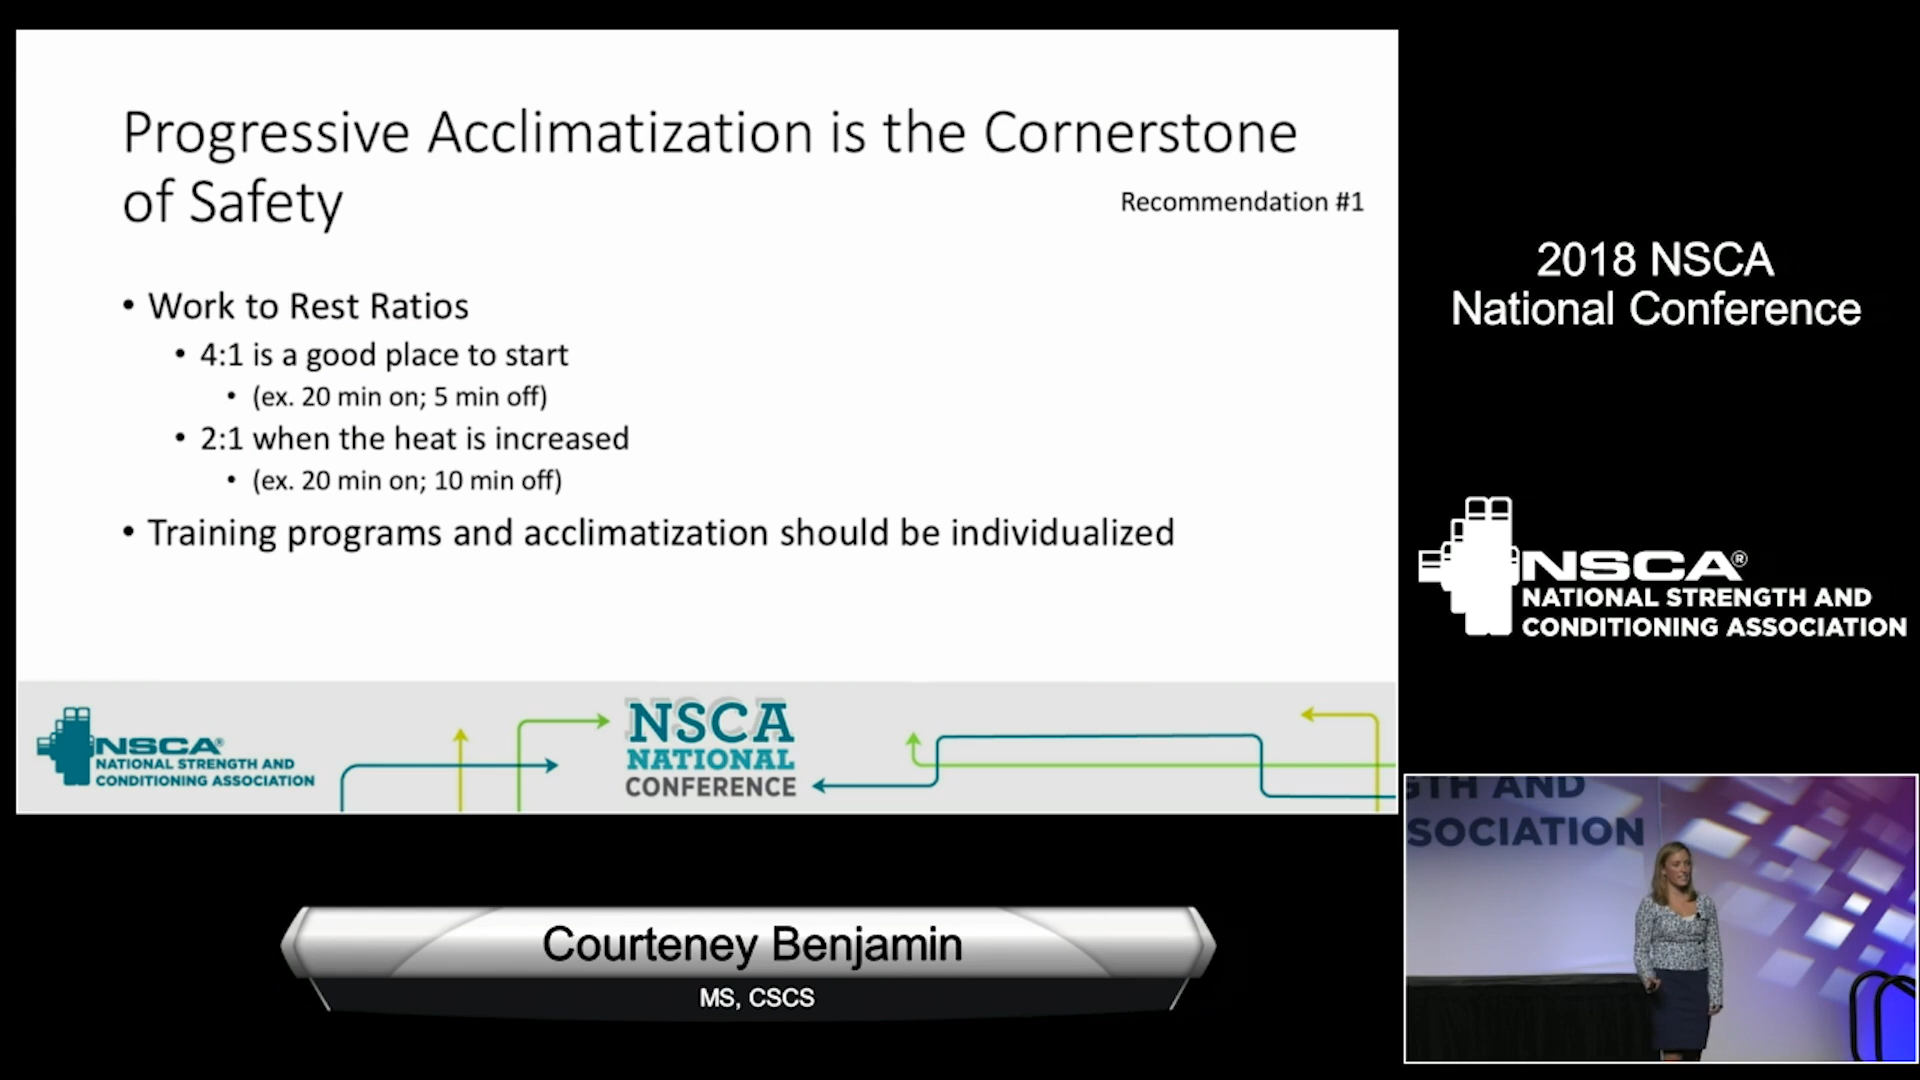 Progressive Acclimatization is the Cornerstone
of Safety
Recommendation #1
• Work to Rest Ratios
• 4:1 is a good place to start
• (ex. 20 min on; 5 min off)
• 2:1 when the heat is increased
• (ex. 20 min on; 10 min off)
• Training programs and acclimatization should be individualized
NSCA®
NATIONAL STRENGTH AND
CONDITIONING ASSOCIATION
NSCA
NATIONAL
CONFERENCE
2018 NSCA
National Conference
NSCA®
NATIONAL STRENGTH AND
CONDITIONING ASSOCIATION
GTH AND
SOCIATION
Courteney Benjamin
MS, CSCS